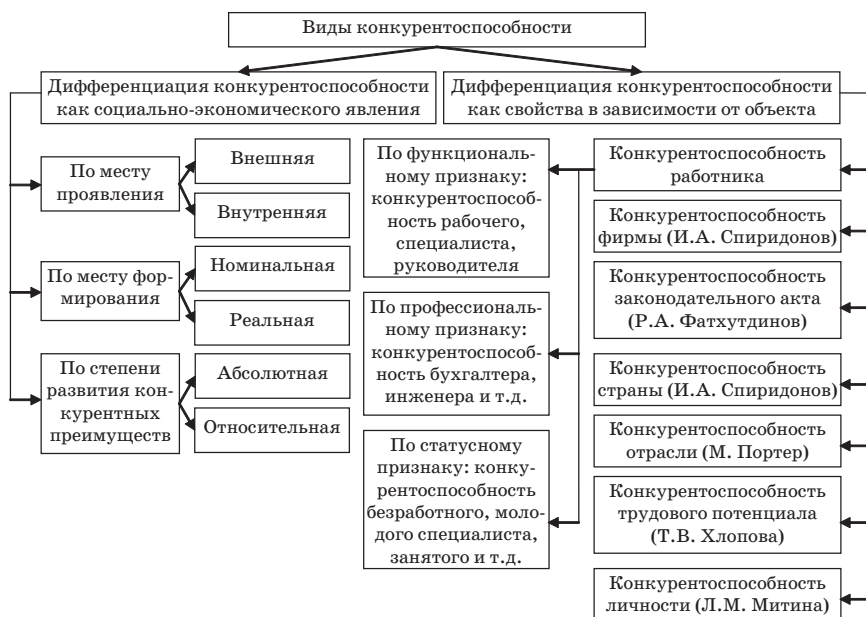 Виды конкурентоспособности
Дифференциация конкурентоспособности
как социально-экономического явления
Дифференциация конкурентоспособности
как свойства в зависимости от объекта
По месту
проявления
Внешняя
Внутренняя
По месту фор-
мирования
Номинальная
Реальная
По степени
развития кон-
курентных
преимуществ
Абсолютная
Относительная
По функциональ-
ному признаку:
конкурентоспособ-
ность рабочего,
специалиста,
руководителя
По профессиональ-
ному признаку:
конкурентоспособ-
ность бухгалтера,
инженера и т.д.
По статусному
признаку: конку-
рентоспособность
безработного, моло-
дого специалиста,
занятого и т.д.
Конкурентоспособность
работника
Конкурентоспособность
фирмы (И.А. Спиридонов)
Конкурентоспособность
законодательного акта
(Р.А. Фатхутдинов)
Конкурентоспособность
страны (И.А. Спиридонов)
Конкурентоспособность
отрасли (М. Портер)
Конкурентоспособность
трудового потенциала
(Т.В. Хлопова)
Конкурентоспособность
личности (Л.М. Митина)